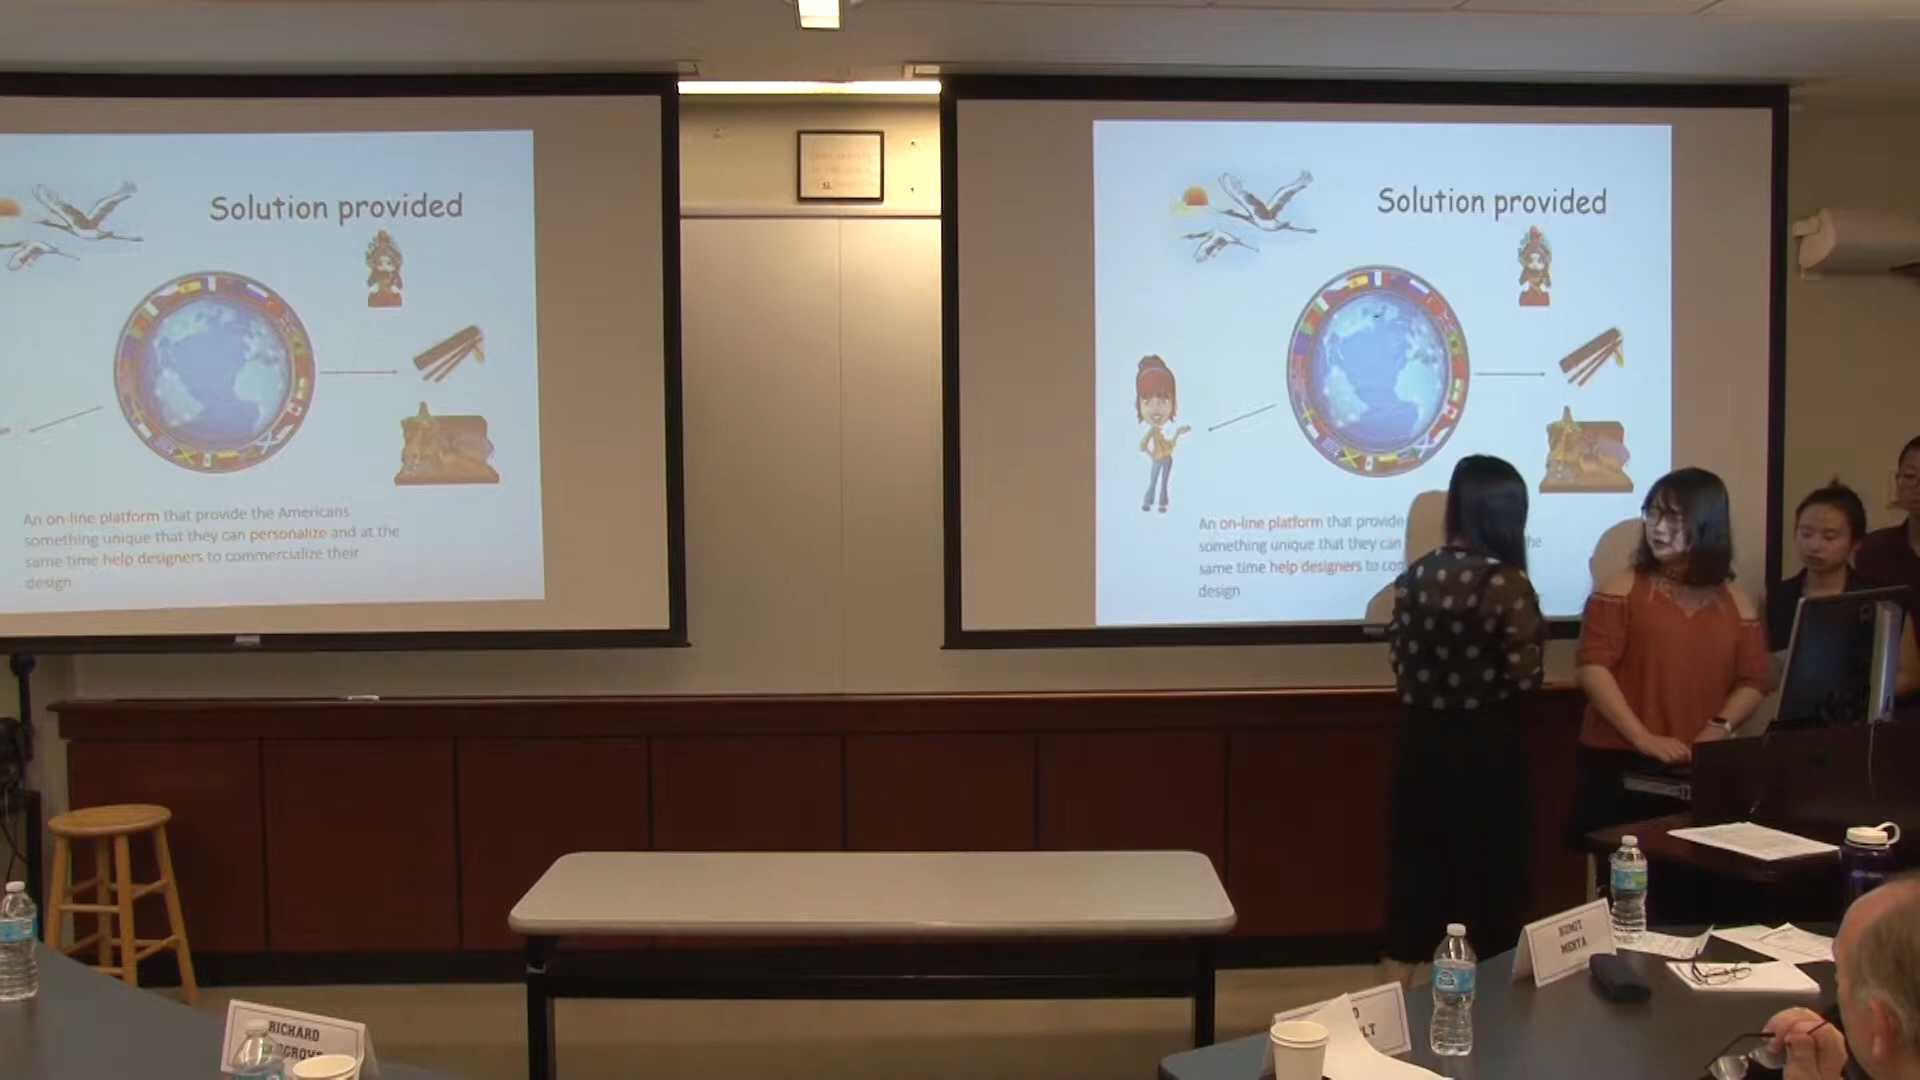 Solution provided
An on-line platform that provide the Americans
something unique that they can personalize and at the
same time help designers to commercialize their
design
Solution provided
An on-line platform that provide
something unique that they can the
same time help designers to com
design
RICHARD
MEHTA